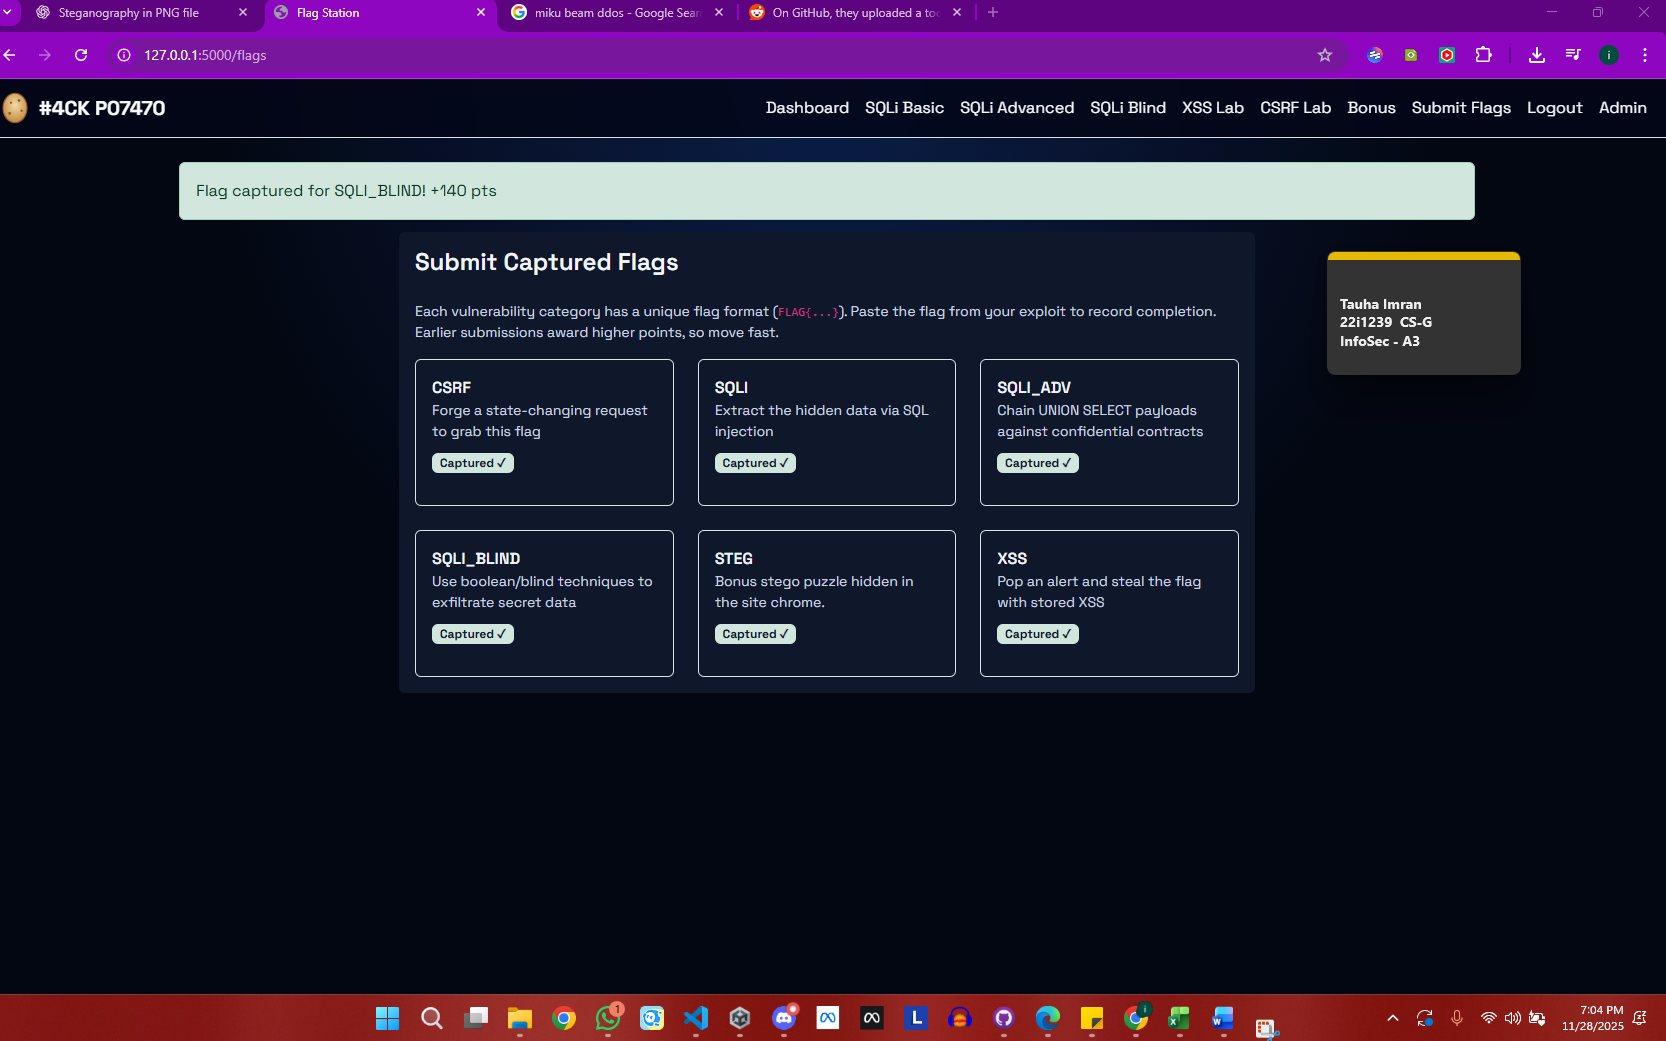 Steganography in PNG file
Flag Station
miku beam ddos - Google Sear
On GitHub, they uploaded a too
127.0.0.1:5000/flags
#4CK P07470
Dashboard
SQLi Basic
SQLi Advanced
SQLi Blind
XSS Lab
CSRF Lab
Bonus
Submit Flags
Logout
Admin
Flag captured for SQLI_BLIND! +140 pts
Submit Captured Flags
Each vulnerability category has a unique flag format (FLAG{...}). Paste the flag from your exploit to record completion.
Earlier submissions award higher points, so move fast.
CSRF
Forge a state-changing request
to grab this flag
Captured ✓
SQLI
Extract the hidden data via SQL
injection
Captured ✓
SQLI_ADV
Chain UNION SELECT payloads
against confidential contracts
Captured ✓
SQLI_BLIND
Use boolean/blind techniques to
exfiltrate secret data
Captured ✓
STEG
Bonus stego puzzle hidden in
the site chrome.
Captured ✓
XSS
Pop an alert and steal the flag
with stored XSS
Captured ✓
Tauha Imran
22i1239 CS-G
InfoSec - A3
7:04 PM
11/28/2025